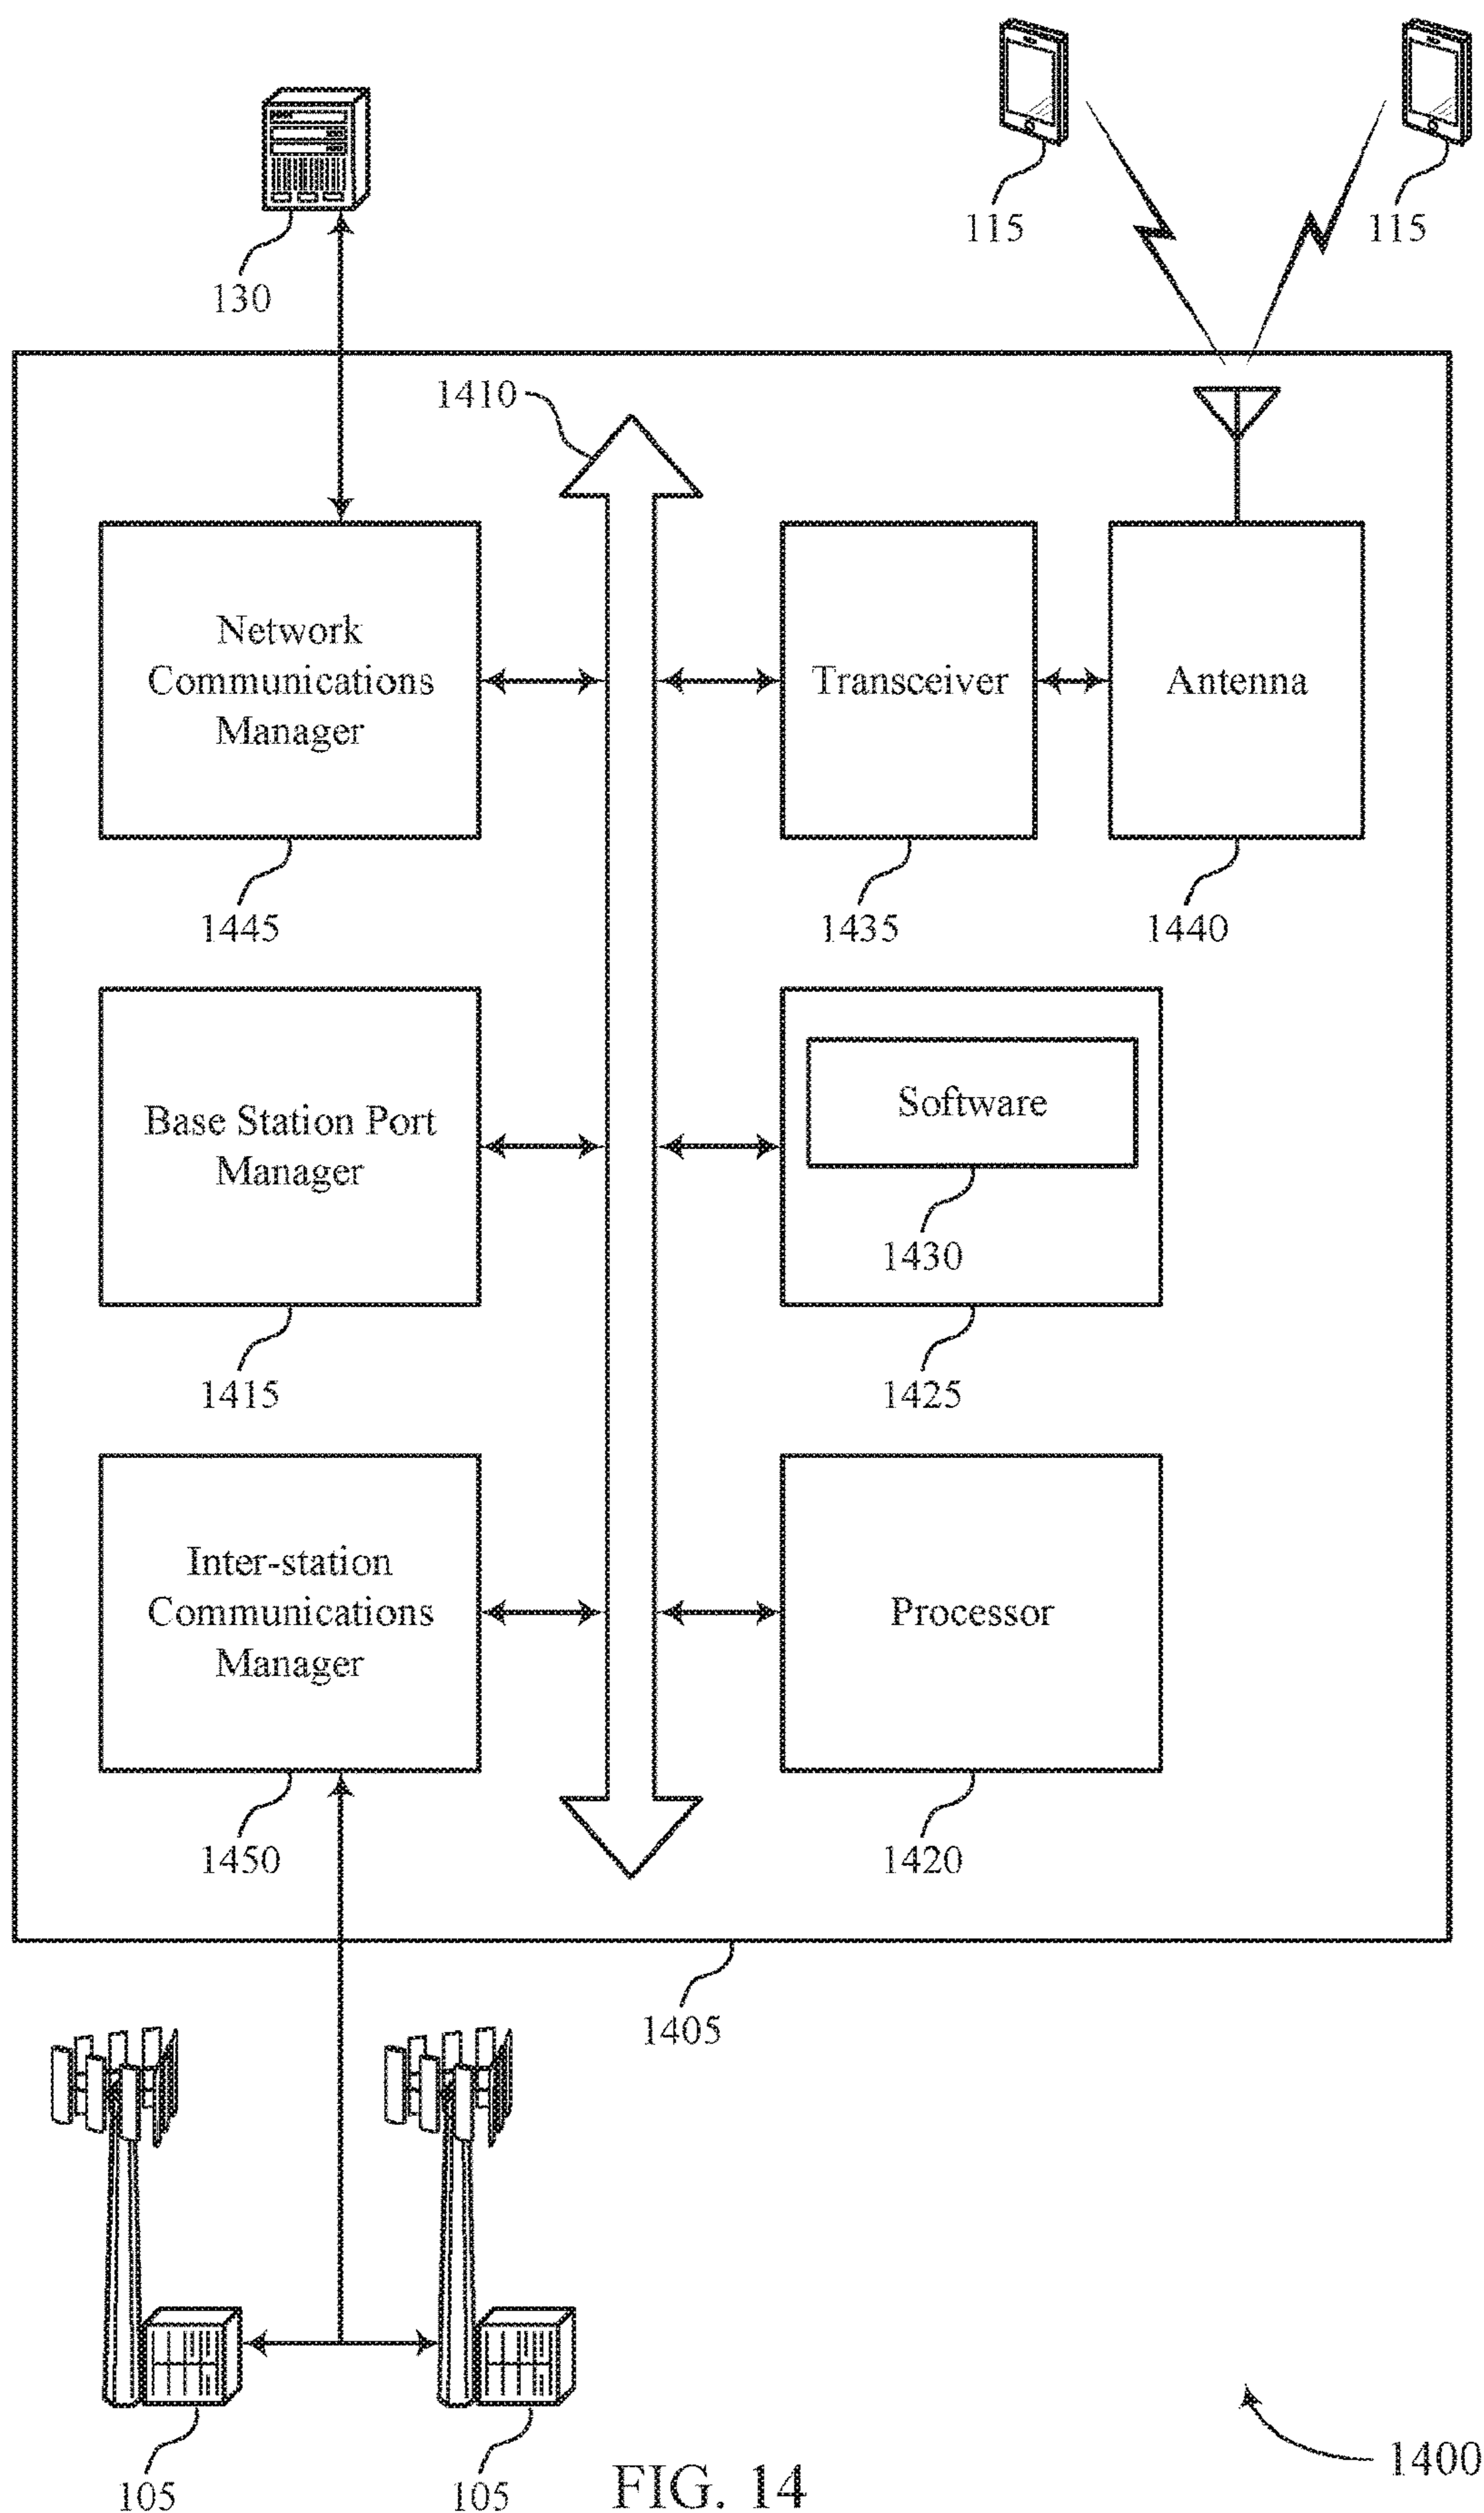 115
115
130
1410
Network
Communications
Manager
Transceiver
Antenna
1445
1435
1440
Base Station Port
Manager
Software
1430
1415
1425
Inter-station
Communications
Manager
Processor
1450
1420
1405
105
105
FIG. 14
1400